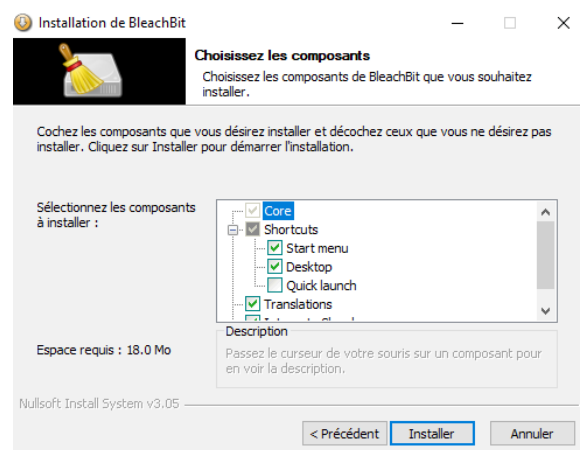 Installation de BleachBit
Choisissez les composants
Choisissez les composants de BleachBit que vous souhaitez
installer.
Cochez les composants que vous désirez installer et décochez ceux que vous ne désirez pas
installer. Cliquez sur Installer pour démarrer l'installation.
Sélectionnez les composants
à installer :
Core
Shortcuts
Start menu
Desktop
Quick launch
Translations
Espace requis : 18.0 Mo
Description
Passez le curseur de votre souris sur un composant pour
en voir la description.
Nullsoft Install System v3.05
< Précédent
Installer
Annuler